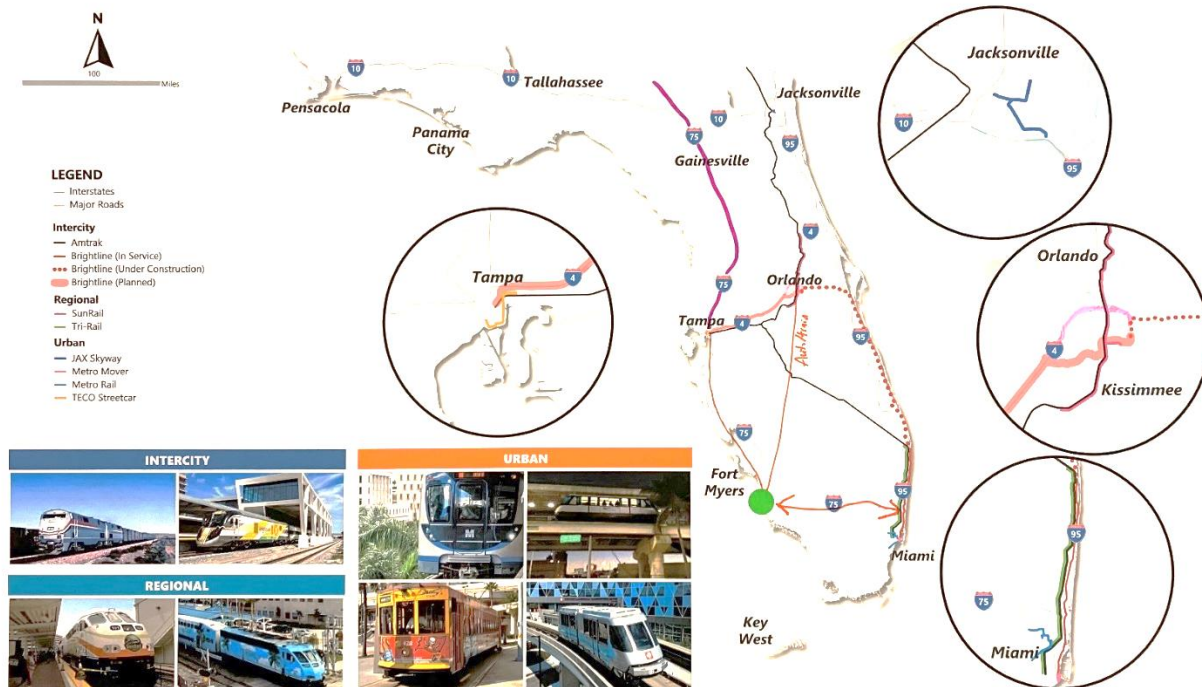 N
100
Miles
10
10
Tallahassee
Pensacola
Panama
City
Jacksonville
10
95
75
Gainesville
4
Orlando
75
Tampa
4
95
75
Fort
Myers
75
95
Miami
Key
West
LEGEND
Interstates
Major Roads
Intercity
Amtrak
Brightline (In Service)
Brightline (Under Construction)
Brightline (Planned)
Regional
SunRail
Tri-Rail
Urban
JAX Skyway
Metro Mover
Metro Rail
TECO Streetcar
Tampa
4
Jacksonville
10
95
Orlando
4
Kissimmee
95
75
Miami
INTERCITY
REGIONAL
URBAN
M